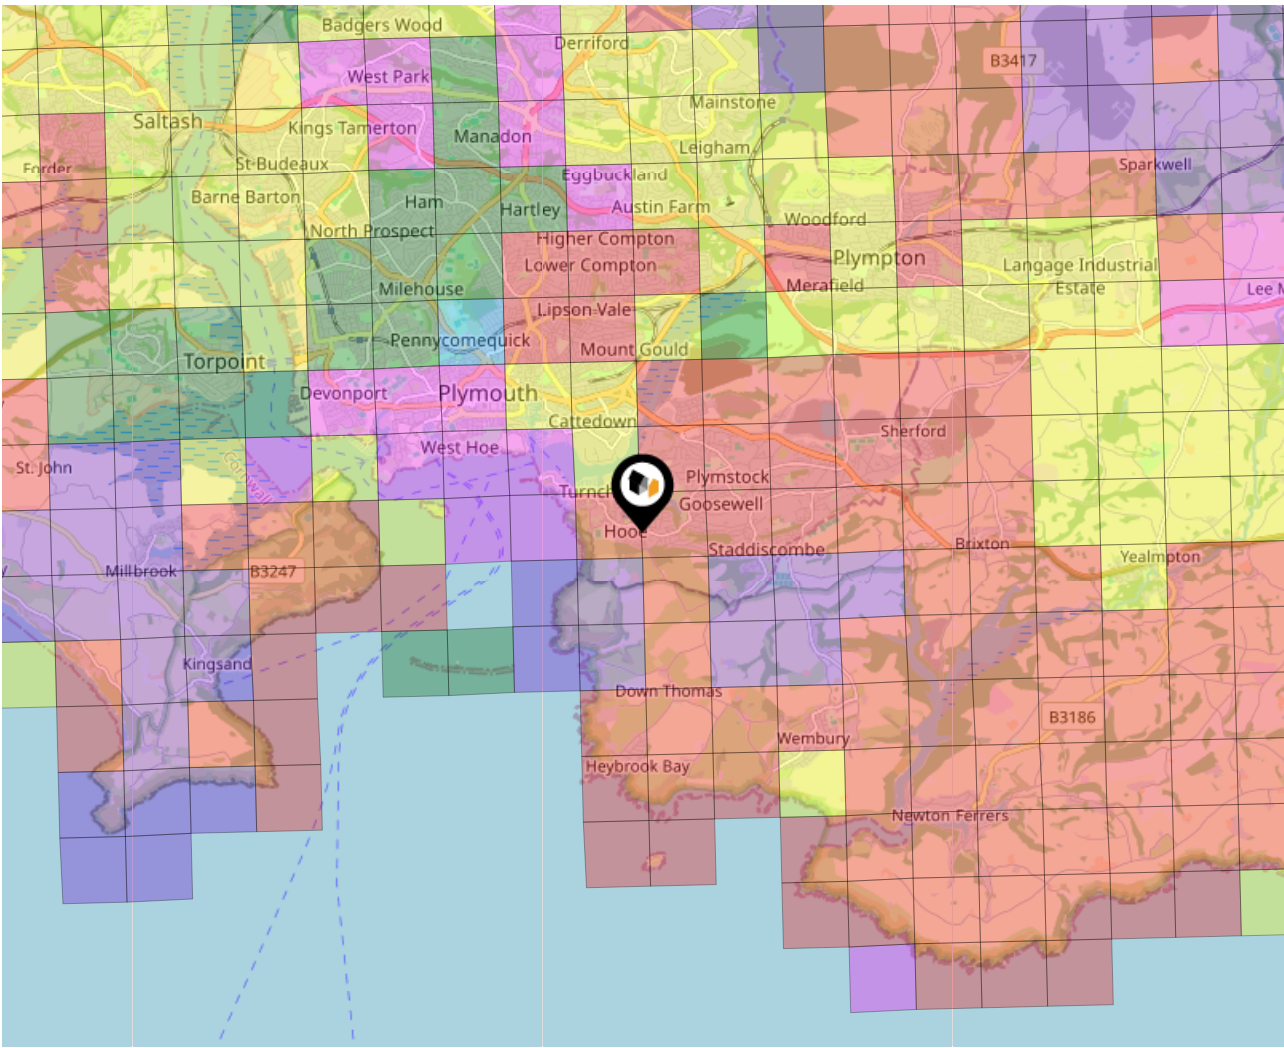 Badgers Wood
Derriford
B3417
West Park
Mainstone
Saltash
Kings Tamerton
Manadon
Leigham
Forder
St Budeaux
Sparkwell
Eggbuckland
Barne Barton
Ham
Hartley
Austin Farm
Woodford
North Prospect
Higher Compton
Lower Compton
Plympton
Langage Industrial
Estate
Milehouse
Merafield
Lee M
Lipson Vale
Pennycomequick
Mount Gould
Torpoint
Devonport
Plymouth
Cattedown
Sherford
West Hoe
St. John
Cornwall
Plymstock
Turnch
Goosewell
Hooe
Staddiscombe
Brixton
Yealmpton
Millbrook
B3247
Kingsand
Down Thomas
B3186
Wembury
Heybrook Bay
Newton Ferrers